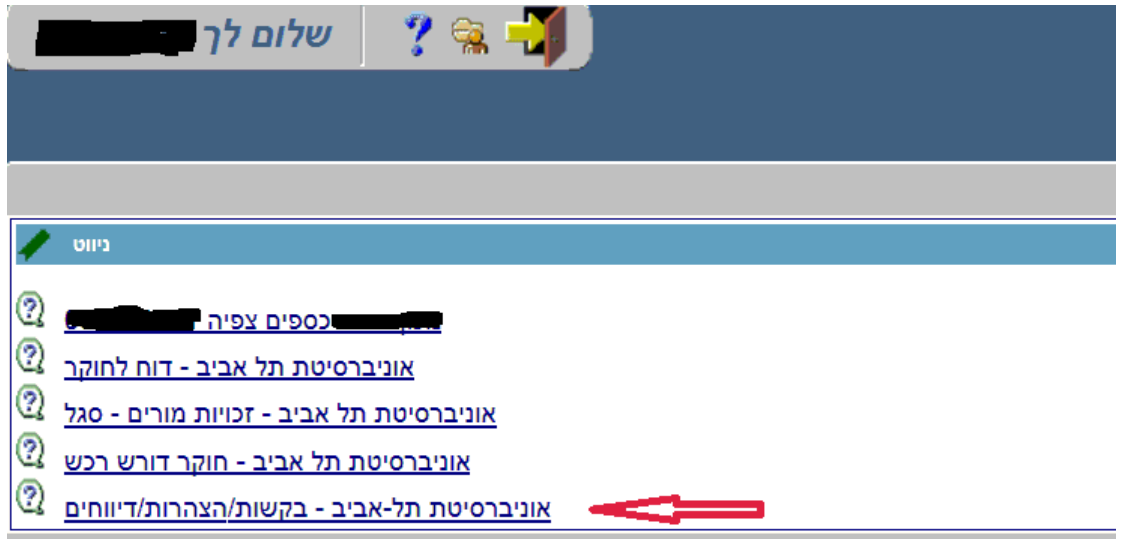 שלום לך
ניווט
כספים צפיה
אוניברסיטת תל אביב - דוח לחוקר
אוניברסיטת תל אביב - זכויות מורים - סגל
אוניברסיטת תל אביב - חוקר דורש רכש
אוניברסיטת תל-אביב - בקשות/הצהרות/דיווחים